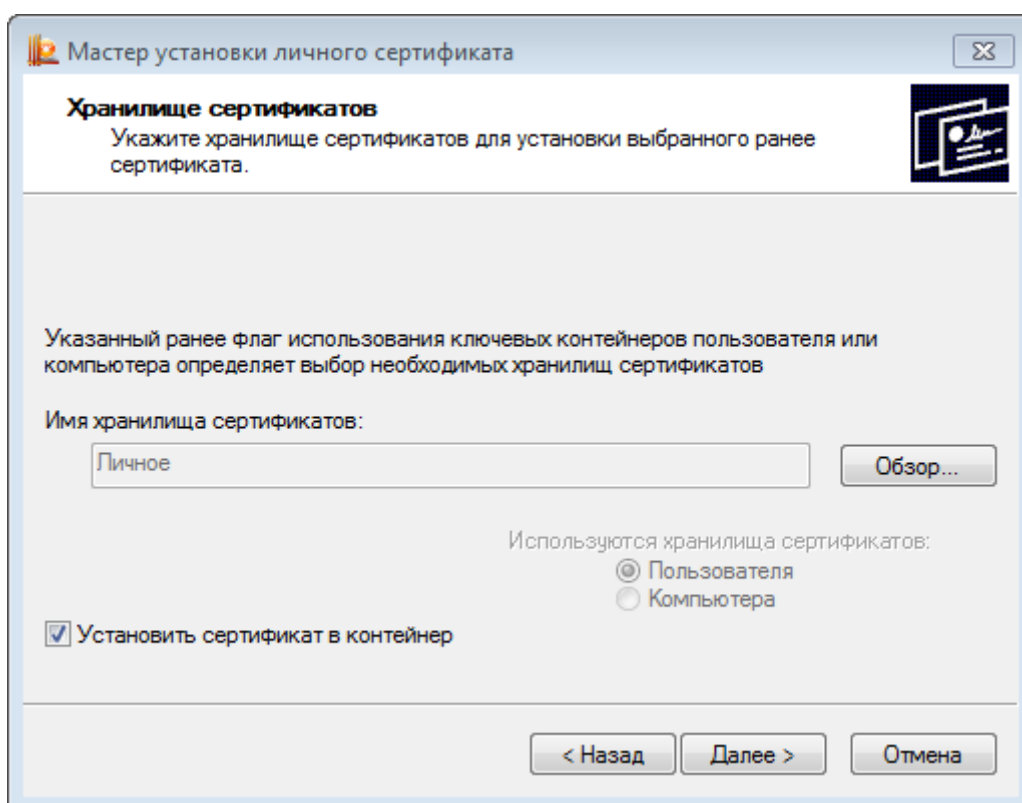 Мастер установки личного сертификата
Хранилище сертификатов
Укажите хранилище сертификатов для установки выбранного ранее
сертификата.
Указанный ранее флаг использования ключевых контейнеров пользователя или
компьютера определяет выбор необходимых хранилищ сертификатов
Имя хранилища сертификатов:
Личное
Обзор...
Используются хранилища сертификатов:
Пользователя
Компьютера
Установить сертификат в контейнер
< Назад
Далее >
Отмена